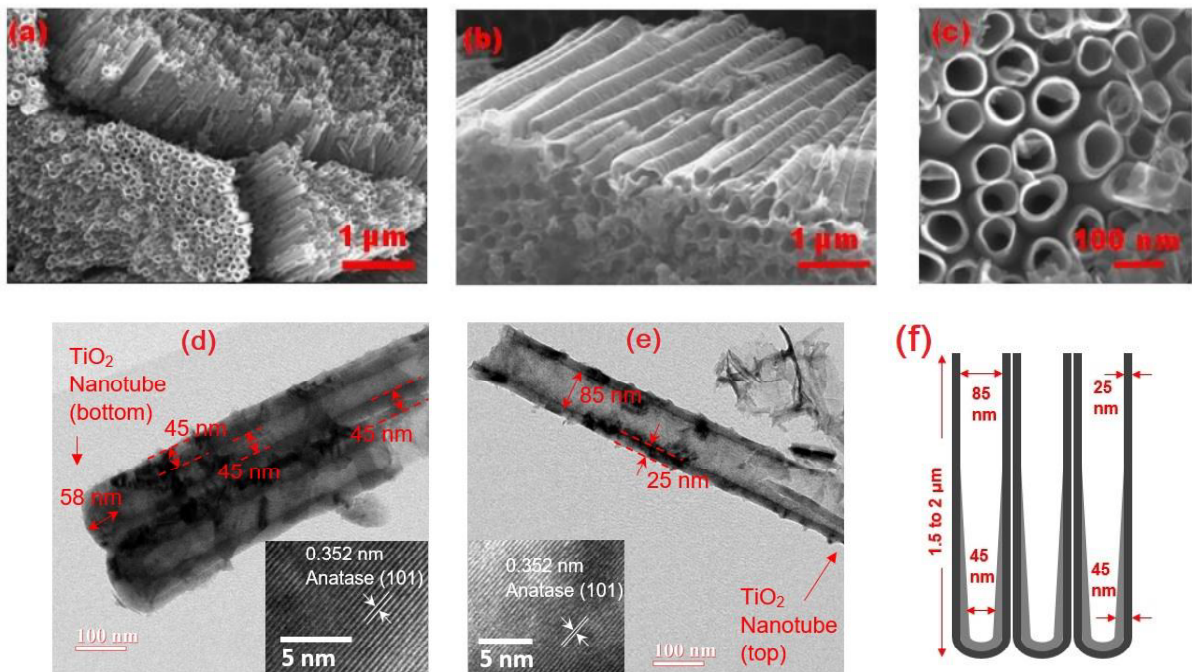 (a)
1 µm
(b)
1 µm
(c)
100 nm
(d)
TiO2
Nanotube
(bottom)
45 nm
45 nm
45 nm
58 nm
0.352 nm
Anatase (101)
5 nm
100 nm
(e)
85 nm
25 nm
0.352 nm
Anatase (101)
5 nm
100 nm
TiO2
Nanotube
(top)
(f)
85
nm
25
nm
1.5 to 2 µm
45
nm
45
nm